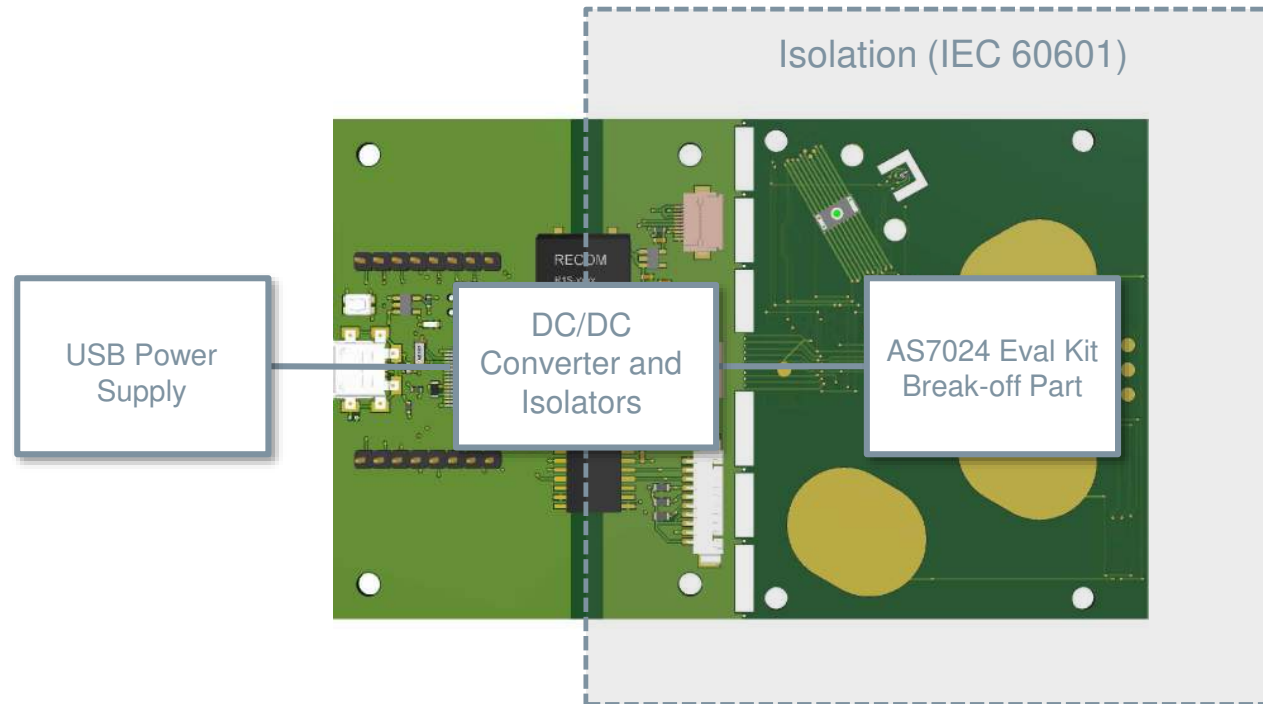 Isolation (IEC 60601)
RECOM
USB Power
Supply
DC/DC
Converter and
Isolators
AS7024 Eval Kit
Break-off Part